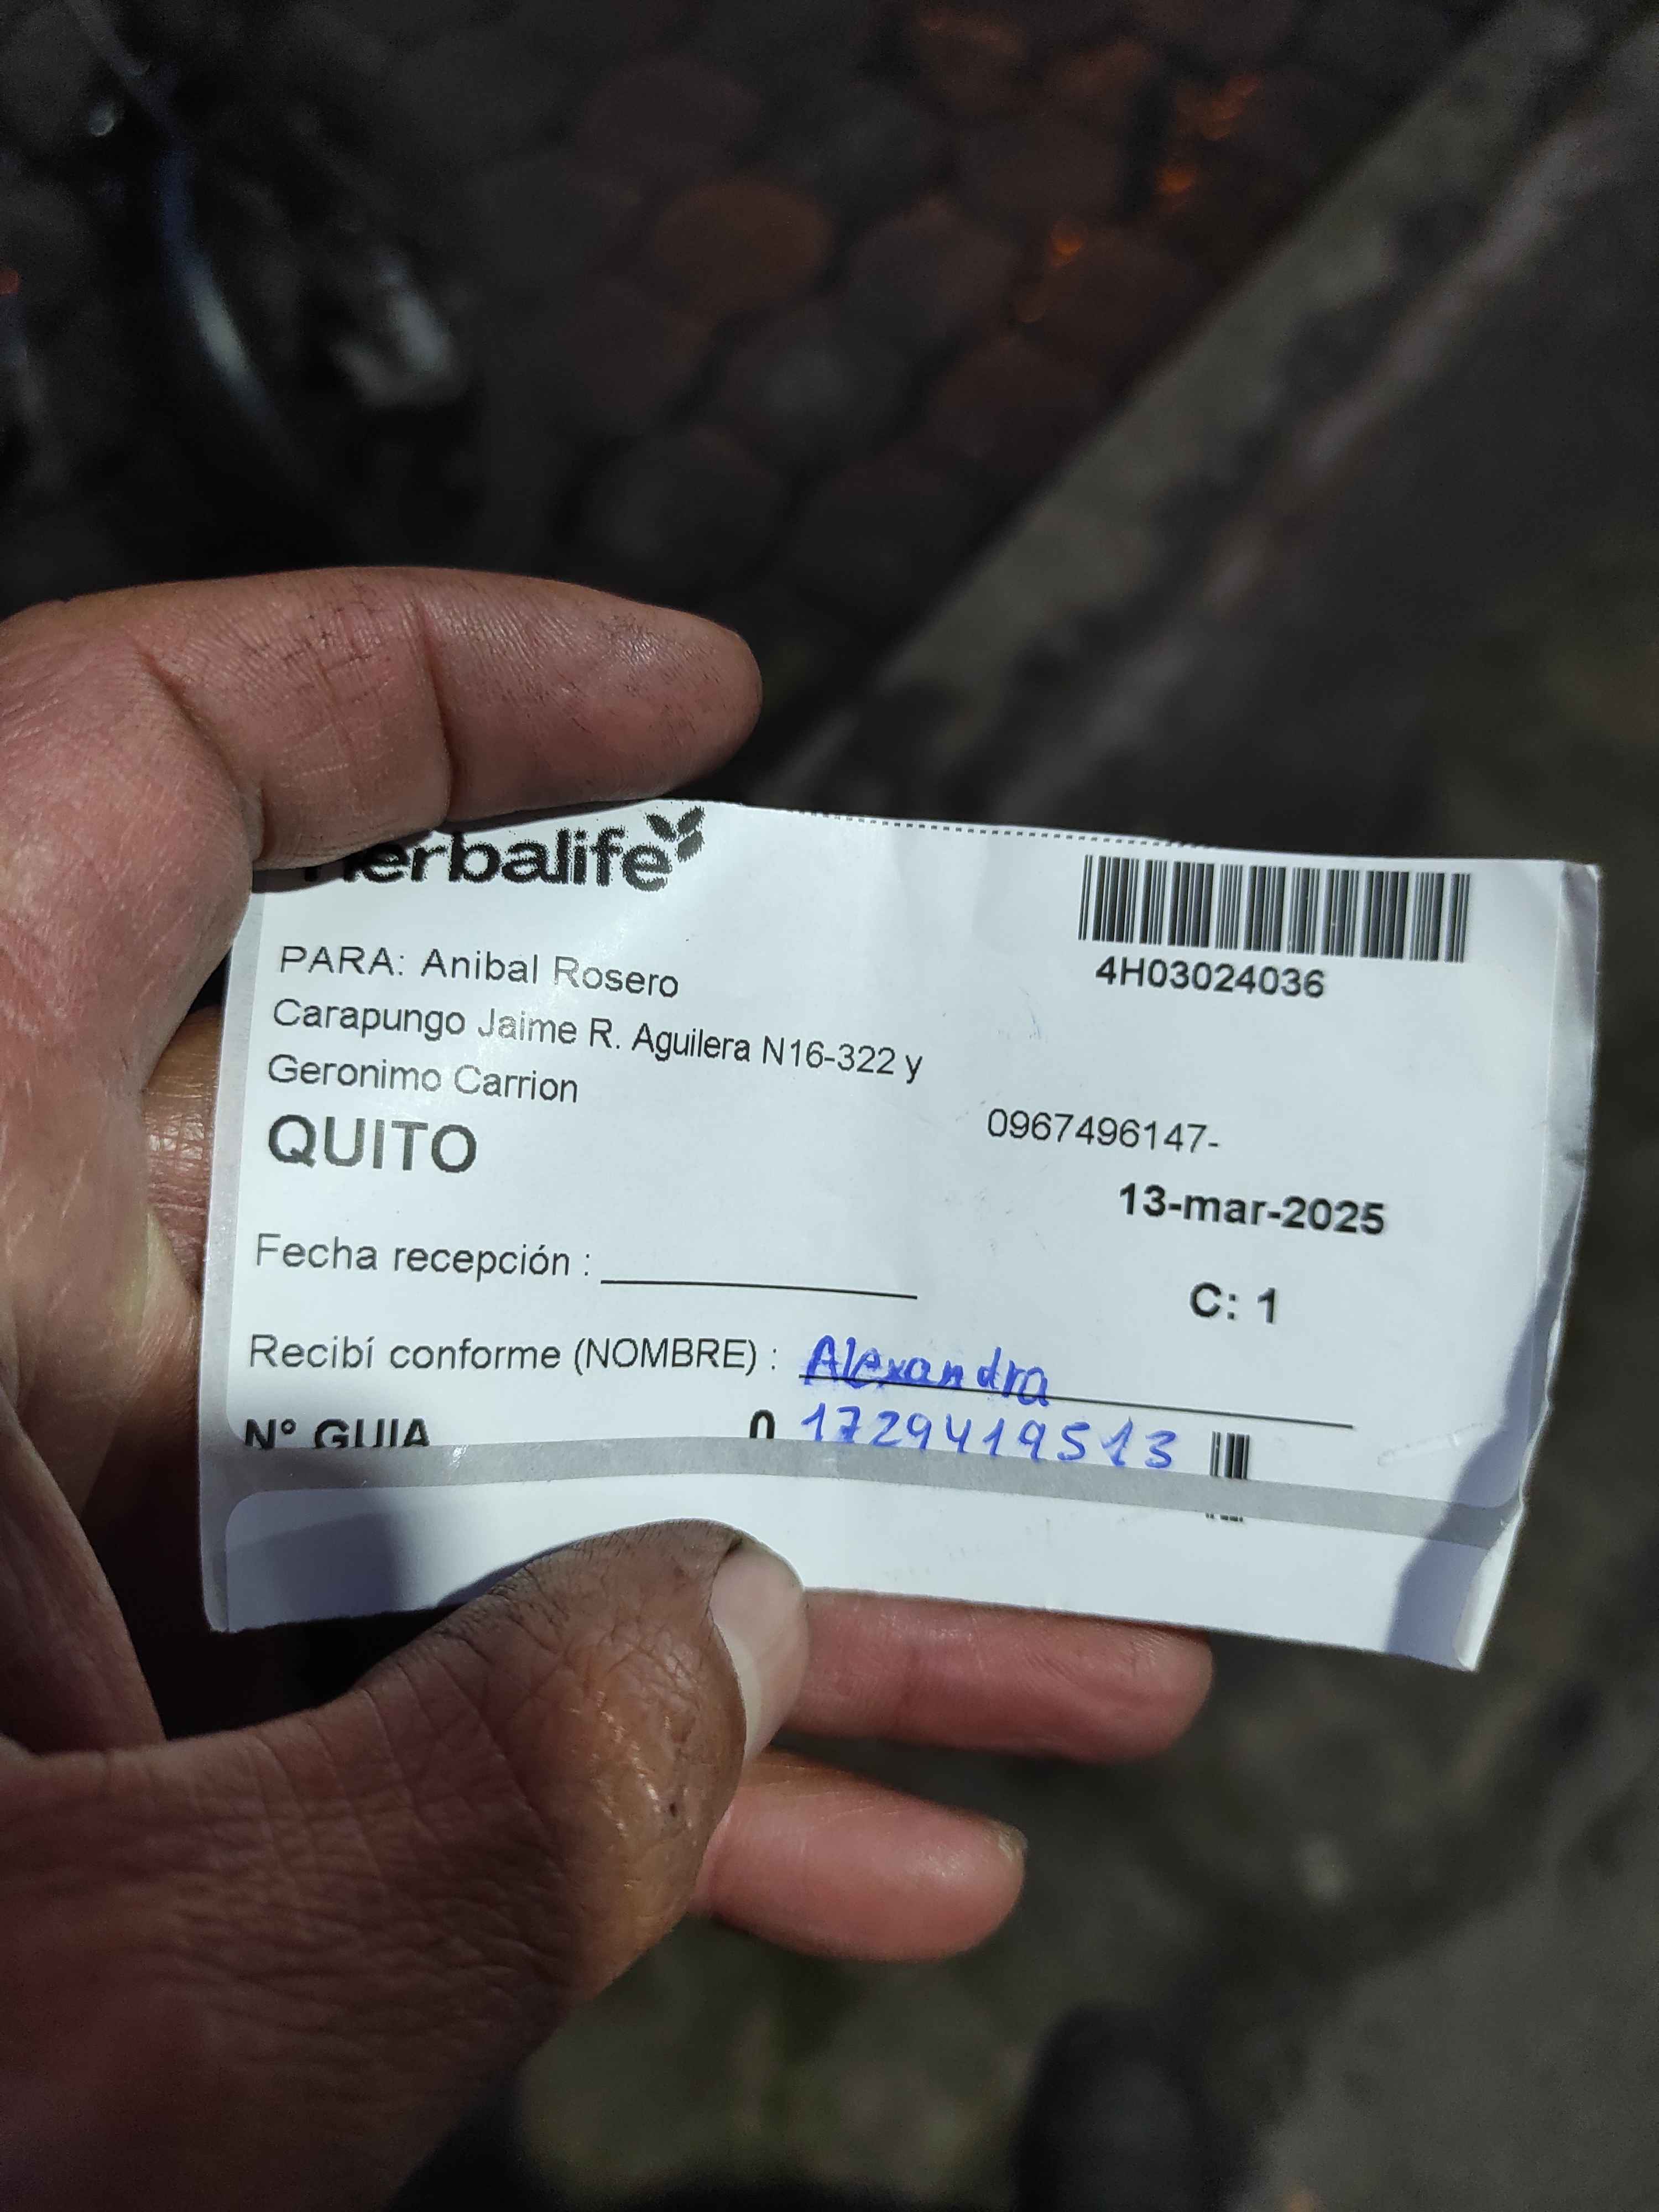 Herbalife
4H03024036
PARA: Anibal Rosero
Carapungo Jaime R. Aguilera N16-322 y
Geronimo Carrion
0967496147-
QUITO
13-mar-2025
Fecha recepción :
C: 1
Recibí conforme (NOMBRE) : Alexandra
N° GUIA 0 1729419513